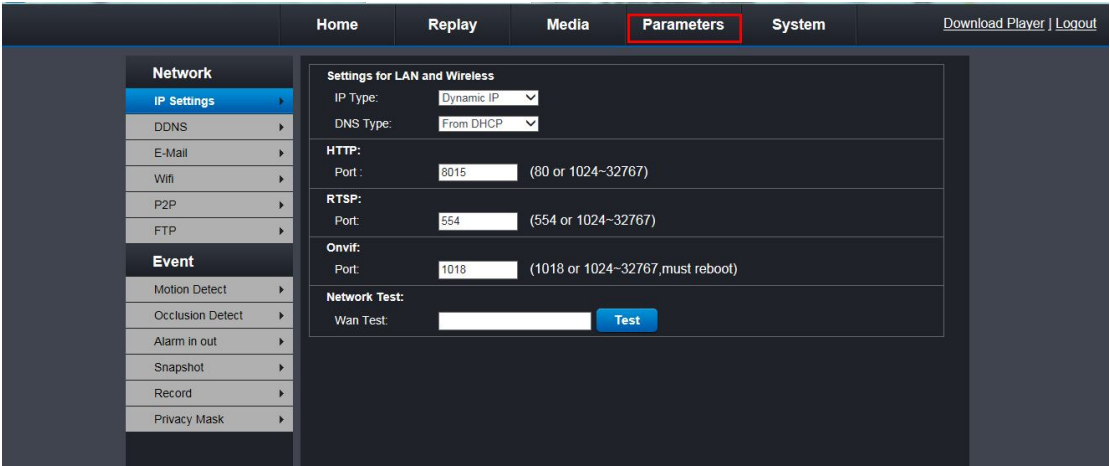 Home Replay Media Parameters System Download Player | Logout
Network
IP Settings
DDNS
E-Mail
Wifi
P2P
FTP
Event
Motion Detect
Occlusion Detect
Alarm in out
Snapshot
Record
Privacy Mask
Settings for LAN and Wireless
IP Type: Dynamic IP
DNS Type: From DHCP
HTTP:
Port : 8015 (80 or 1024~32767)
RTSP:
Port: 554 (554 or 1024~32767)
Onvif:
Port: 1018 (1018 or 1024~32767,must reboot)
Network Test:
Wan Test: Test